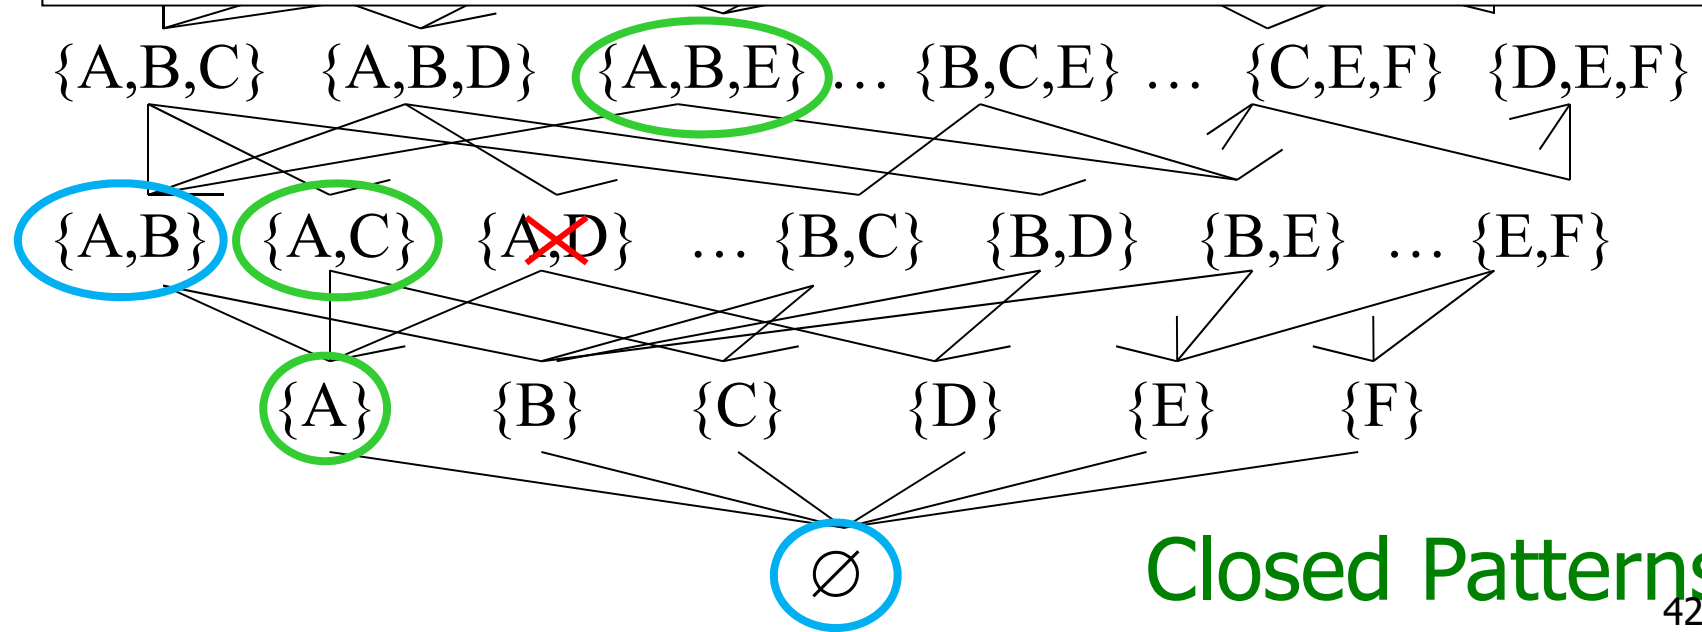 {A,B,C} {A,B,D} {A,B,E} … {B,C,E} … {C,E,F} {D,E,F}
{A,B} {A,C} {A,D} … {B,C} {B,D} {B,E} … {E,F}
{A} {B} {C} {D} {E} {F}
∅
Closed Patterns
42